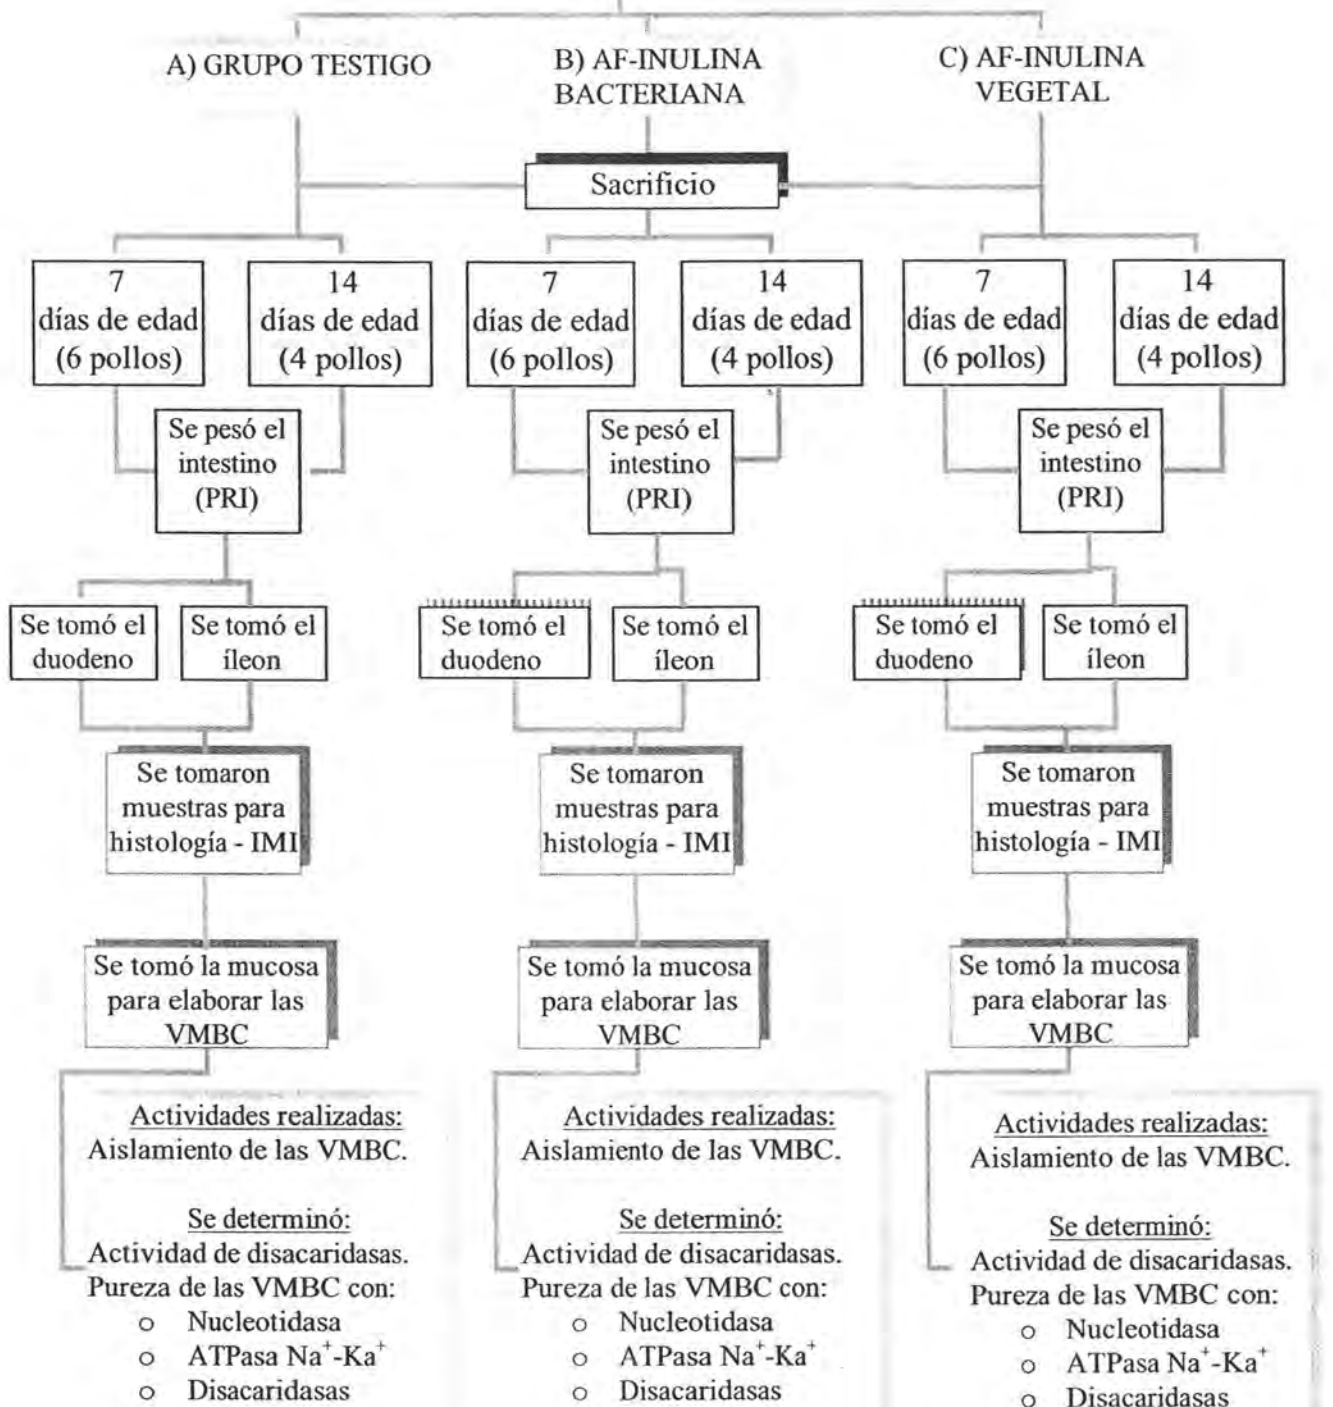 A) GRUPO TESTIGO
B) AF-INULINA
BACTERIANA
C) AF-INULINA
VEGETAL
Sacrificio
7
días de edad
(6 pollos)
14
días de edad
(4 pollos)
7
días de edad
(6 pollos)
14
días de edad
(4 pollos)
7
días de edad
(6 pollos)
14
días de edad
(4 pollos)
Se pesó el
intestino
(PRI)
Se pesó el
intestino
(PRI)
Se pesó el
intestino
(PRI)
Se tomó el
duodeno
Se tomó el
íleon
Se tomó el
duodeno
Se tomó el
íleon
Se tomó el
duodeno
Se tomó el
íleon
Se tomaron
muestras para
histología - IMI
Se tomaron
muestras para
histología - IMI
Se tomaron
muestras para
histología - IMI
Se tomó la mucosa
para elaborar las
VMBC
Se tomó la mucosa
para elaborar las
VMBC
Se tomó la mucosa
para elaborar las
VMBC
Actividades realizadas:
Aislamiento de las VMBC.
Se determinó:
Actividad de disacaridasas.
Pureza de las VMBC con:
o Nucleotidasa
o ATPasa Na⁺-Ka⁺
o Disacaridasas
Actividades realizadas:
Aislamiento de las VMBC.
Se determinó:
Actividad de disacaridasas.
Pureza de las VMBC con:
o Nucleotidasa
o ATPasa Na⁺-Ka⁺
o Disacaridasas
Actividades realizadas:
Aislamiento de las VMBC.
Se determinó:
Actividad de disacaridasas.
Pureza de las VMBC con:
o Nucleotidasa
o ATPasa Na⁺-Ka⁺
o Disacaridasas